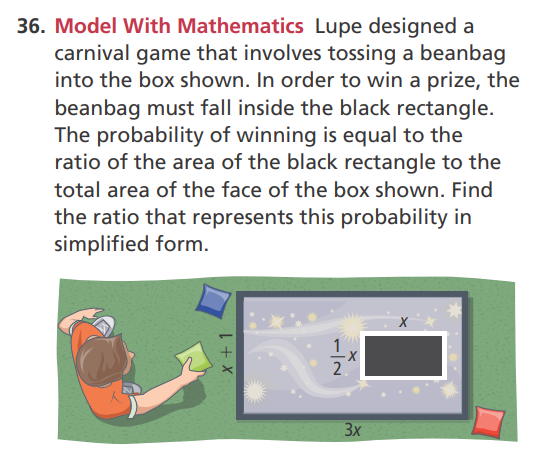 36. Model With Mathematics Lupe designed a
carnival game that involves tossing a beanbag
into the box shown. In order to win a prize, the
beanbag must fall inside the black rectangle.
The probability of winning is equal to the
ratio of the area of the black rectangle to the
total area of the face of the box shown. Find
the ratio that represents this probability in
simplified form.
x + 1
x
1/2 x
3x